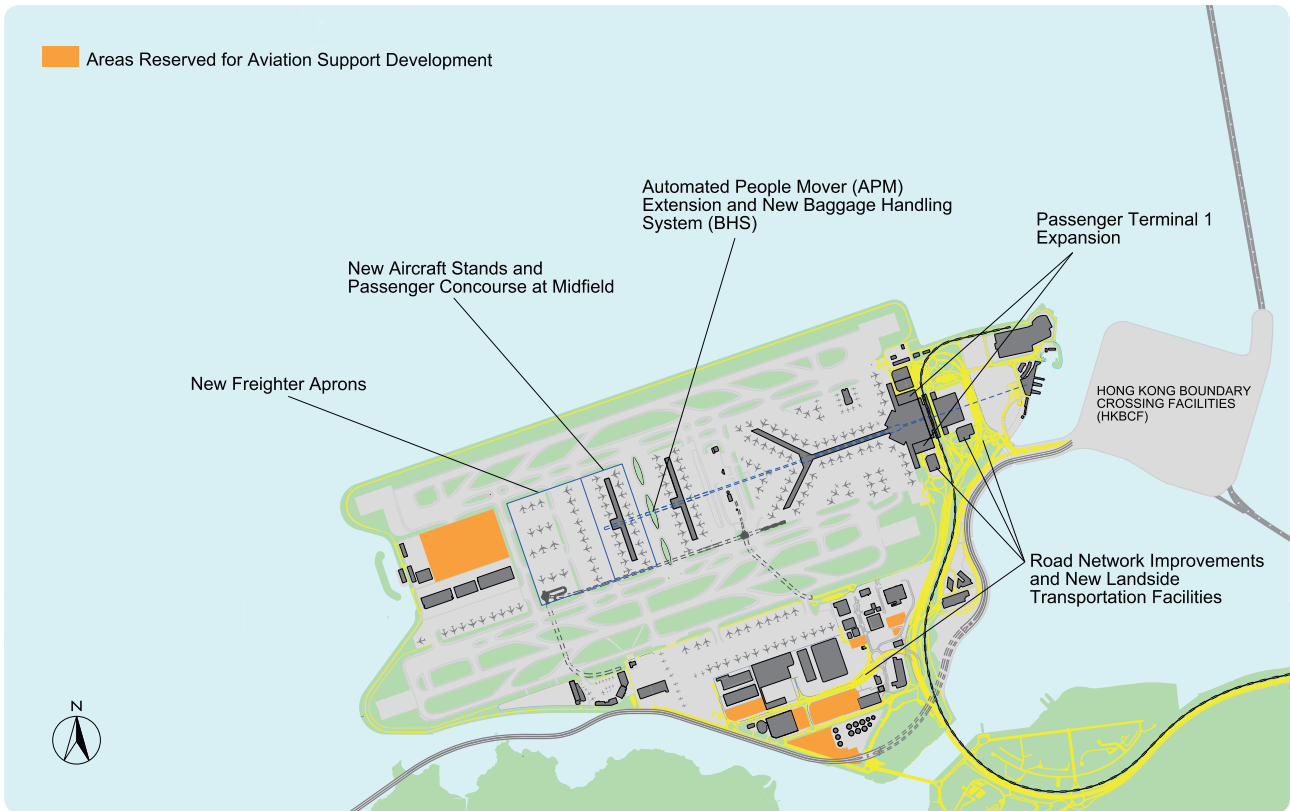 Areas Reserved for Aviation Support Development
Automated People Mover (APM)
Extension and New Baggage Handling
System (BHS)
Passenger Terminal 1
Expansion
New Aircraft Stands and
Passenger Concourse at Midfield
New Freighter Aprons
HONG KONG BOUNDARY
CROSSING FACILITIES
(HKBCF)
Road Network Improvements
and New Landside
Transportation Facilities
N